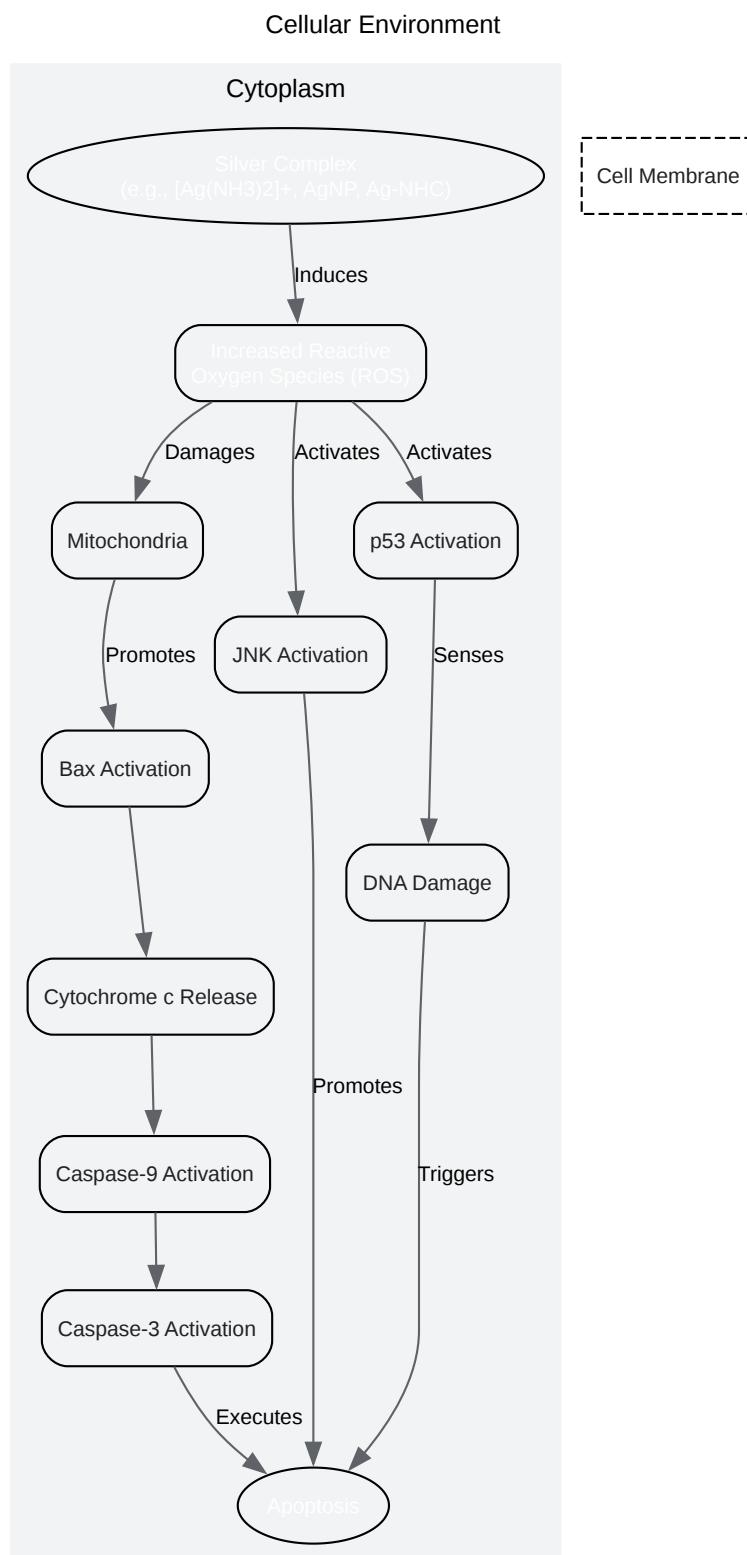 Cellular Environment
Cytoplasm
Silver Complex
(e.g., [Ag(NH3)2]+, AgNP, Ag-NHC)
Cell Membrane
Induces
Increased Reactive
Oxygen Species (ROS)
Damages
Activates
Activates
Mitochondria
p53 Activation
Promotes
JNK Activation
Senses
Bax Activation
DNA Damage
Cytochrome c Release
Promotes
Caspase-9 Activation
Triggers
Caspase-3 Activation
Executes
Apoptosis